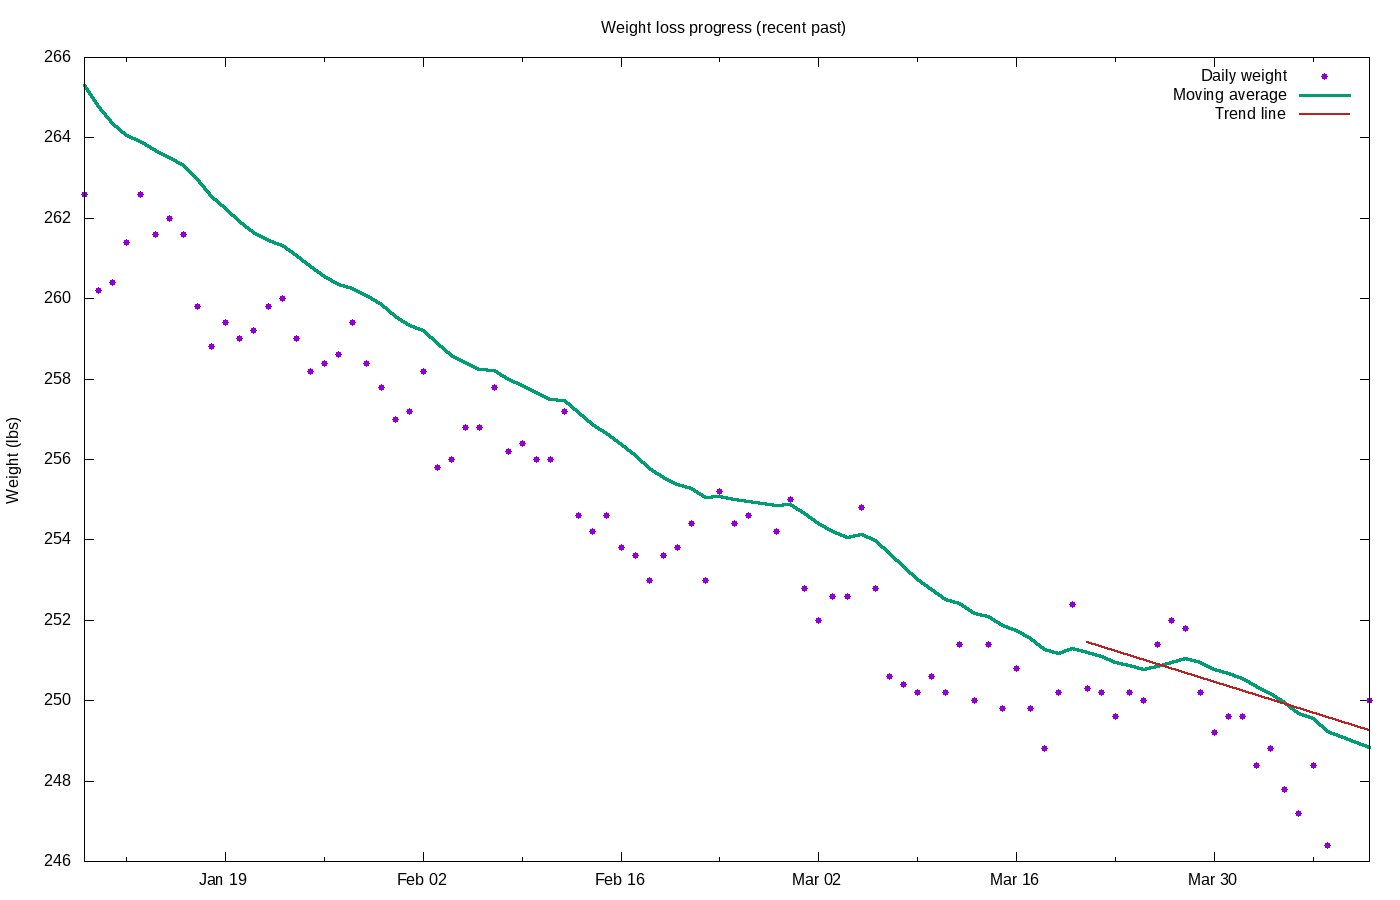 Weight loss progress (recent past)
Daily weight
Moving average
Trend line
Weight (lbs)
266
264
262
260
258
256
254
252
250
248
246
Jan 19 Feb 02 Feb 16 Mar 02 Mar 16 Mar 30